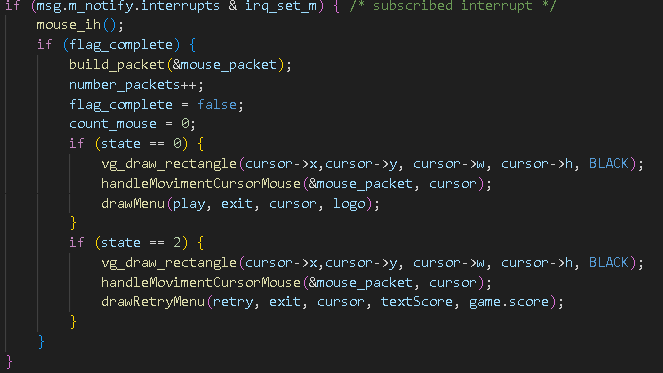 if (msg.m_notify.interrupts & irq_set_m) { /* subscribed interrupt */
mouse_ih();
if (flag_complete) {
build_packet(&mouse_packet);
number_packets++;
flag_complete = false;
count_mouse = 0;
if (state == 0) {
vg_draw_rectangle(cursor->x,cursor->y, cursor->w, cursor->h, BLACK);
handleMovimentCursorMouse(&mouse_packet, cursor);
drawMenu(play, exit, cursor, logo);
}
if (state == 2) {
vg_draw_rectangle(cursor->x,cursor->y, cursor->w, cursor->h, BLACK);
handleMovimentCursorMouse(&mouse_packet, cursor);
drawRetryMenu(retry, exit, cursor, textScore, game.score);
}
}
}